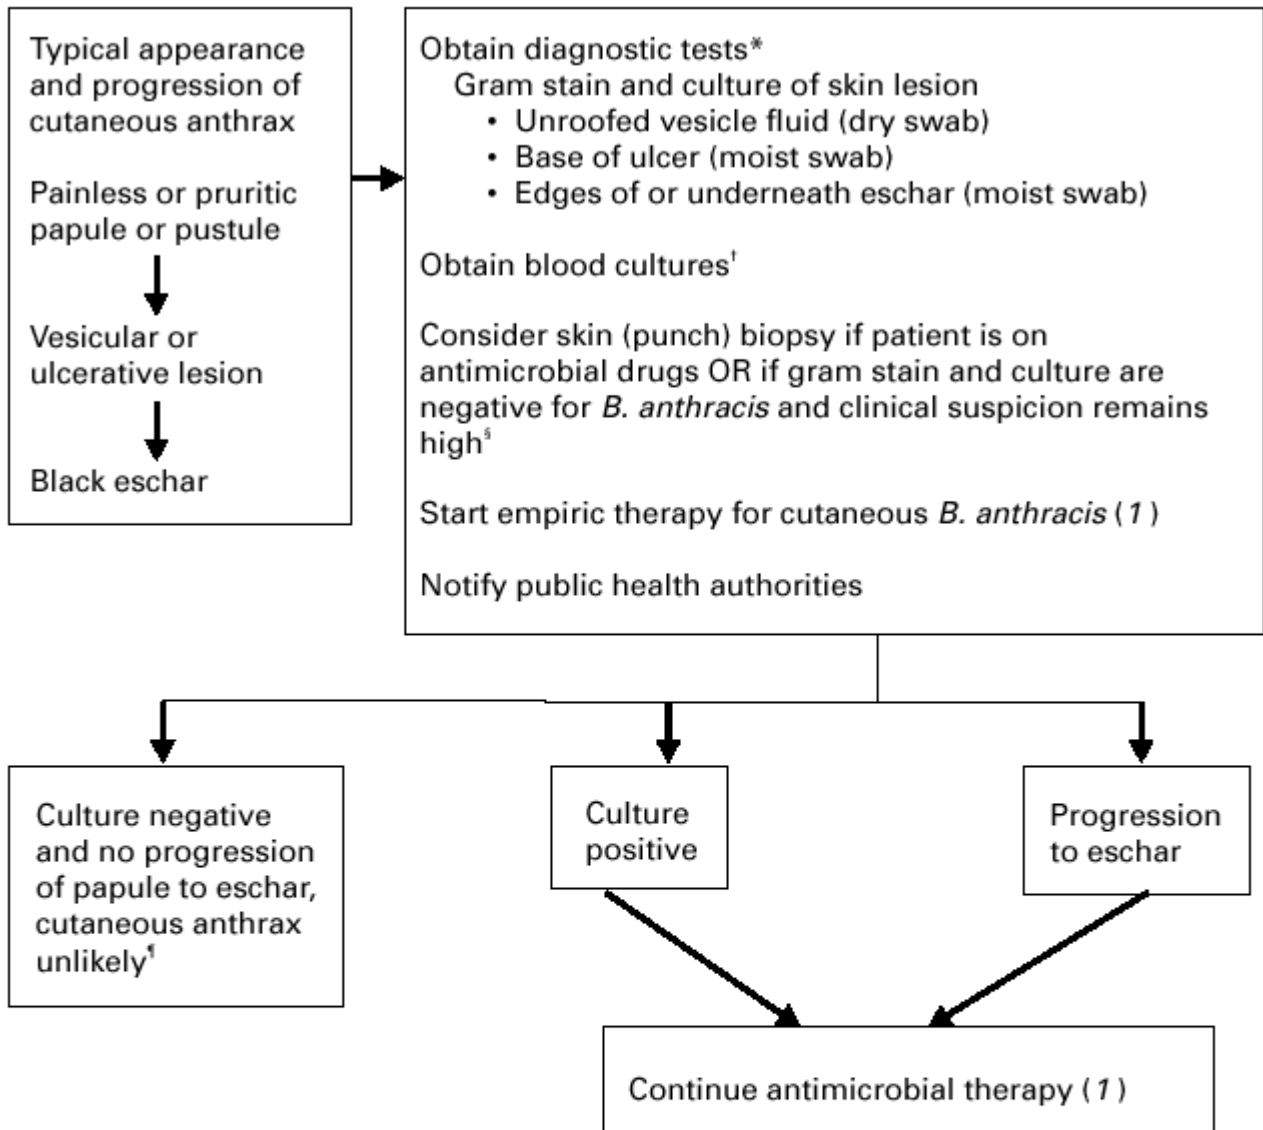 Typical appearance
and progression of
cutaneous anthrax
Painless or pruritic
papule or pustule
Vesicular or
ulcerative lesion
Black eschar
Obtain diagnostic tests*
Gram stain and culture of skin lesion
• Unroofed vesicle fluid (dry swab)
• Base of ulcer (moist swab)
• Edges of or underneath eschar (moist swab)
Obtain blood cultures†
Consider skin (punch) biopsy if patient is on
antimicrobial drugs OR if gram stain and culture are
negative for B. anthracis and clinical suspicion remains
high§
Start empiric therapy for cutaneous B. anthracis (1)
Notify public health authorities
Culture negative
and no progression
of papule to eschar,
cutaneous anthrax
unlikely¶
Culture
positive
Progression
to eschar
Continue antimicrobial therapy (1)